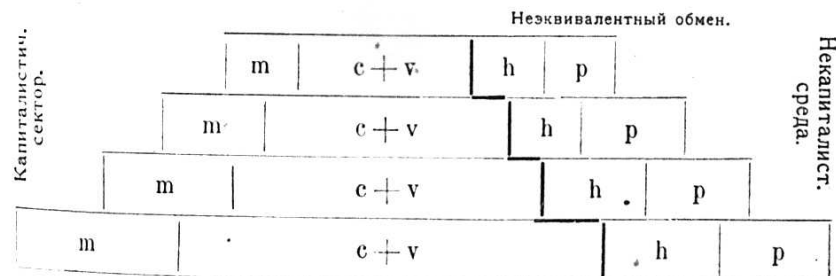 Неэквивалентный обмен.
Капиталистич.
сектор.
Некапиталист.
среда.
m c + v h p
m c + v h p
m c + v h p
m c + v h p